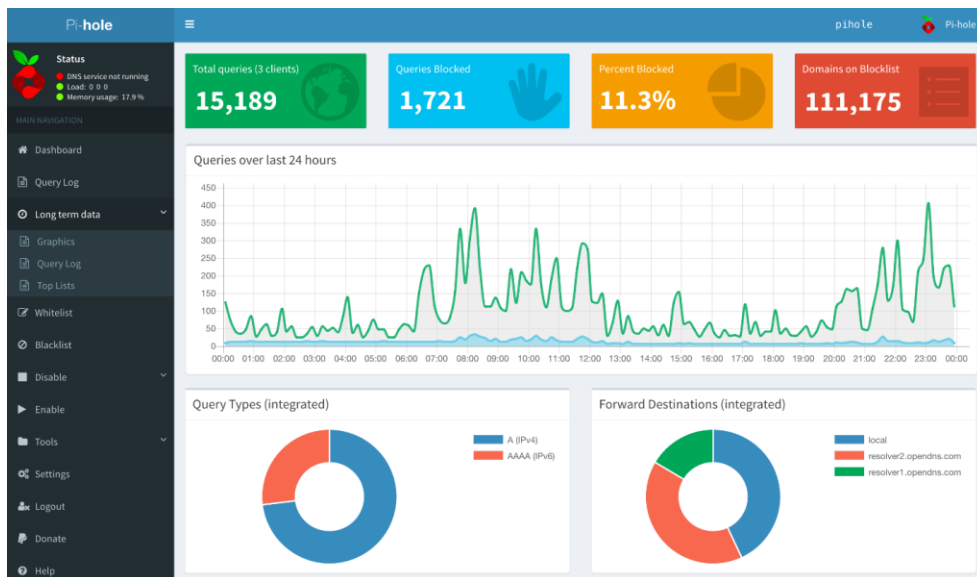 Pi-hole
pihole
Pi-hole
Status
DNS service not running
Load: 0 0 0
Memory usage: 17.9 %
MAIN NAVIGATION
Dashboard
Query Log
Long term data
Graphics
Query Log
Top Lists
Whitelist
Blacklist
Disable
Enable
Tools
Settings
Logout
Donate
Help
Total queries (3 clients)
15,189
Queries Blocked
1,721
Percent Blocked
11.3%
Domains on Blocklist
111,175
Queries over last 24 hours
450
400
350
300
250
200
150
100
50
0
00:00 01:00 02:00 03:00 04:00 05:00 06:00 07:00 08:00 09:00 10:00 11:00 12:00 13:00 14:00 15:00 16:00 17:00 18:00 19:00 20:00 21:00 22:00 23:00 00:00
Query Types (integrated)
A (IPv4)
AAAA (IPv6)
Forward Destinations (integrated)
local
resolver2.opendns.com
resolver1.opendns.com